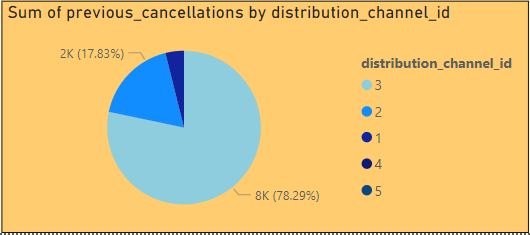 Sum of previous_cancellations by distribution_channel_id
2K (17.83%)
8K (78.29%)
distribution_channel_id
3
2
1
4
5